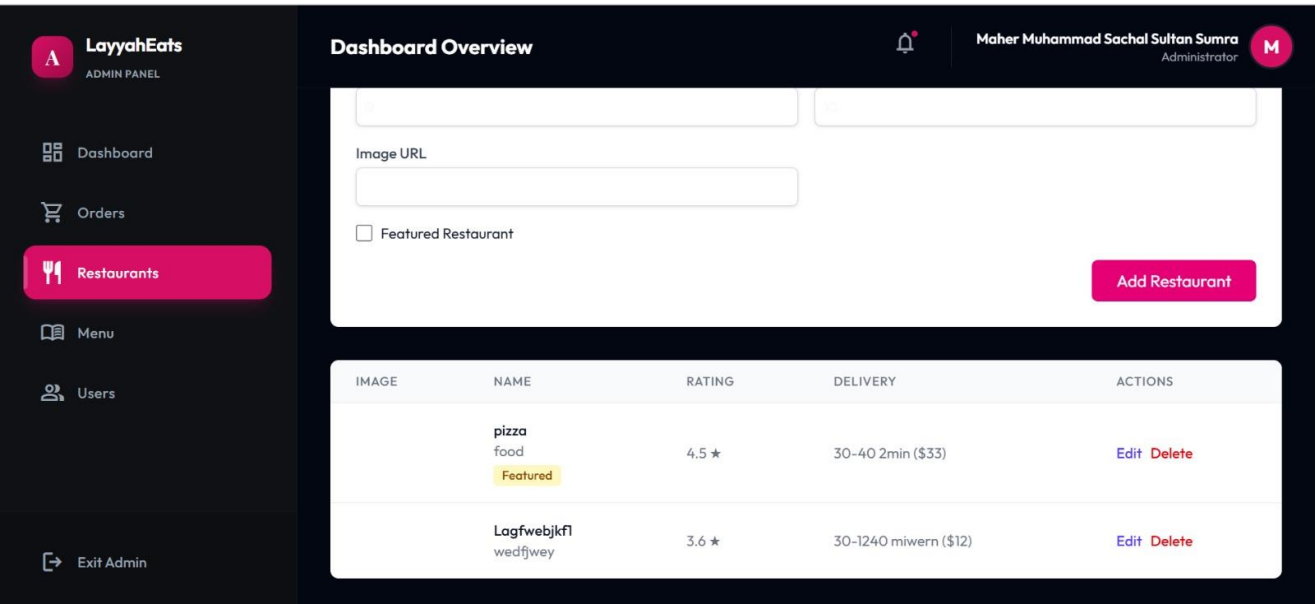 A
LayyahEats
ADMIN PANEL
Dashboard
Orders
Restaurants
Menu
Users
Exit Admin
Dashboard Overview
Maher Muhammad Sachal Sultan Sumra
Administrator
M
Image URL
Featured Restaurant
Add Restaurant
IMAGE NAME RATING DELIVERY ACTIONS
pizza
food
Featured
4.5 ★
30-40 2min ($33)
Edit Delete
Lagfwebjkf1
wedfjwey
3.6 ★
30-1240 miwern ($12)
Edit Delete